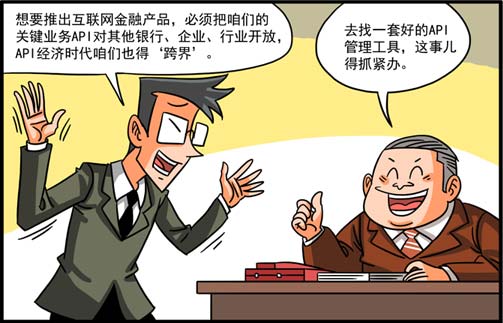 想要推出互联网金融产品，必须把咱们的
关键业务API对其他银行、企业、行业开放，
API经济时代咱们也得‘跨界’。
去找一套好的API
管理工具，这事儿
得抓紧办。